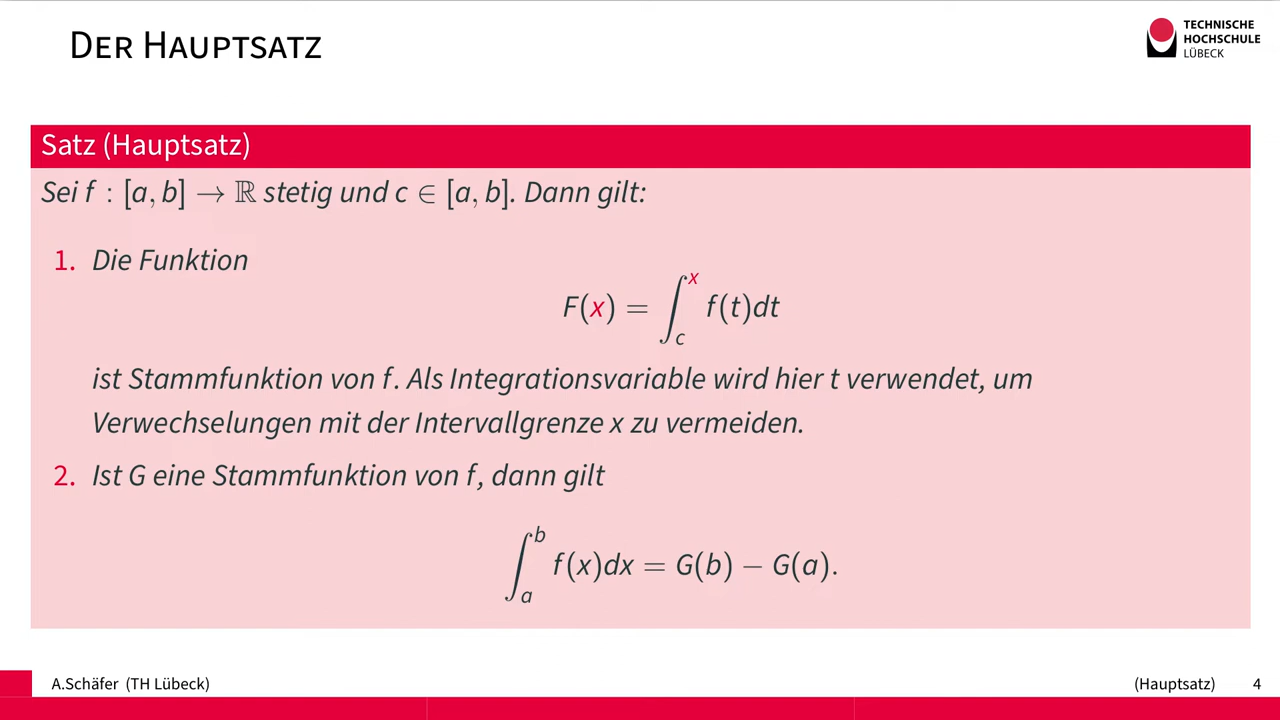 DER HAUPTSATZ
TECHNISCHE
HOCHSCHULE
LÜBECK
Satz (Hauptsatz)
Sei f : [a, b] → ℝ stetig und c ∈ [a, b]. Dann gilt:
1. Die Funktion
F(x) = ∫_c^x f(t)dt
ist Stammfunktion von f. Als Integrationsvariable wird hier t verwendet, um
Verwechselungen mit der Intervallgrenze x zu vermeiden.
2. Ist G eine Stammfunktion von f, dann gilt
∫_a^b f(x)dx = G(b) − G(a).
A.Schäfer (TH Lübeck) (Hauptsatz) 4